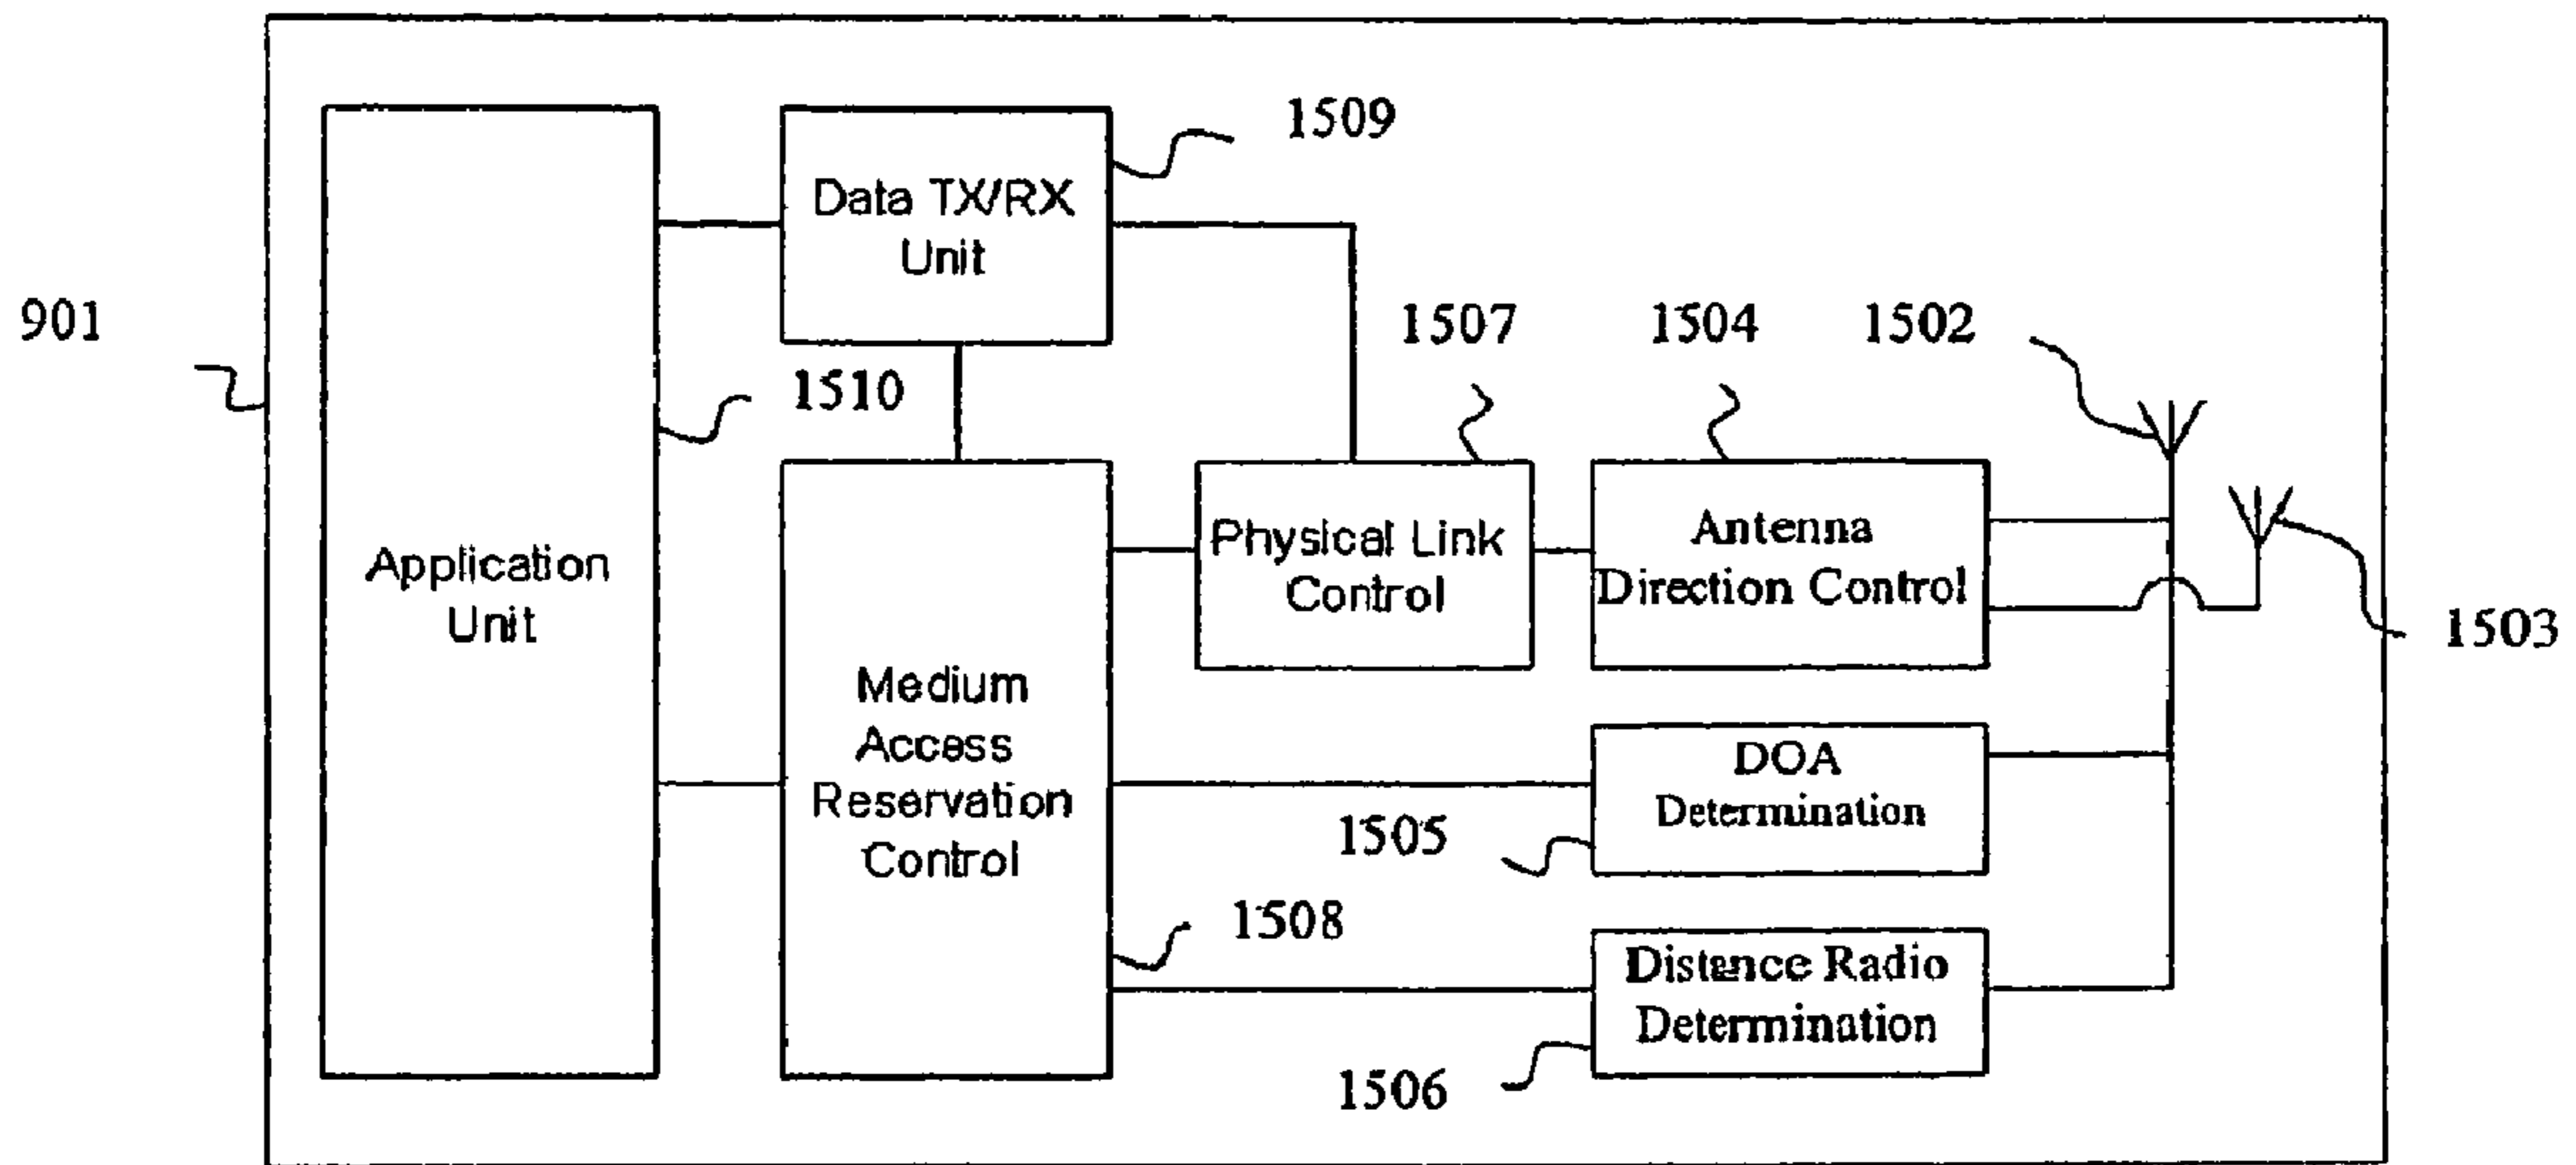 1509
Data TX/RX
Unit
901
1507
1504
1502
1510
Application
Unit
Physical Link
Control
Antenna
Direction Control
1503
Medium
Access
Reservation
Control
DOA
Determination
1505
1508
Distance Radio
Determination
1506